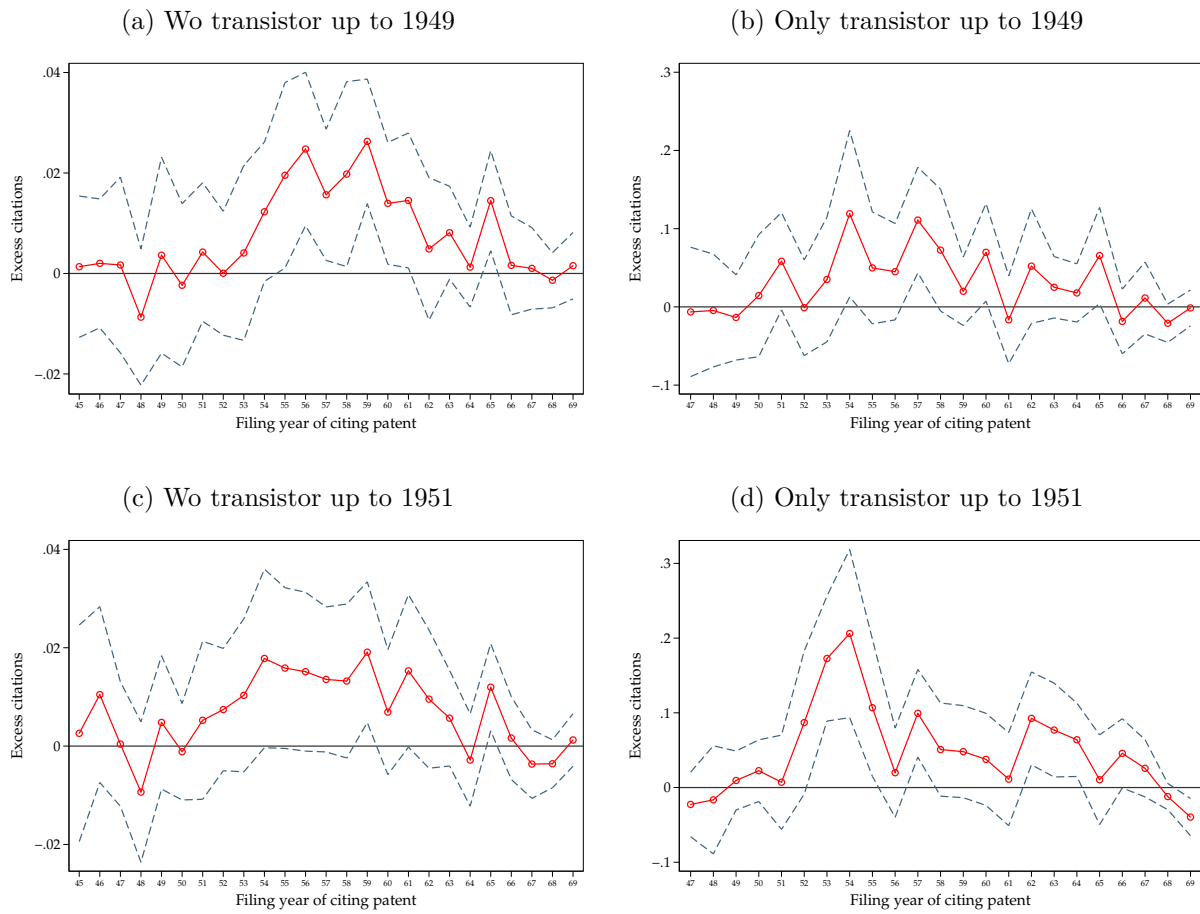 (a) Wo transistor up to 1949
.04
.02
0
−.02
Excess citations
45 46 47 48 49 50 51 52 53 54 55 56 57 58 59 60 61 62 63 64 65 66 67 68 69
Filing year of citing patent
(b) Only transistor up to 1949
.3
.2
.1
0
−.1
Excess citations
47 48 49 50 51 52 53 54 55 56 57 58 59 60 61 62 63 64 65 66 67 68 69
Filing year of citing patent
(c) Wo transistor up to 1951
.04
.02
0
−.02
Excess citations
45 46 47 48 49 50 51 52 53 54 55 56 57 58 59 60 61 62 63 64 65 66 67 68 69
Filing year of citing patent
(d) Only transistor up to 1951
.3
.2
.1
0
−.1
Excess citations
47 48 49 50 51 52 53 54 55 56 57 58 59 60 61 62 63 64 65 66 67 68 69
Filing year of citing patent